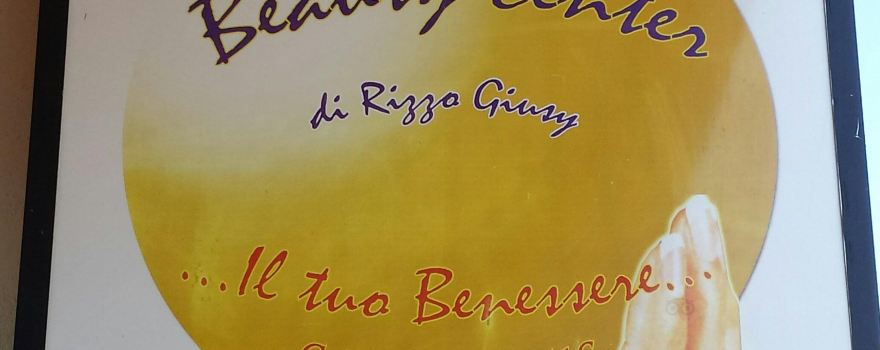 Beauty Center
di Rizzo Giusy
...Il tuo Benessere...